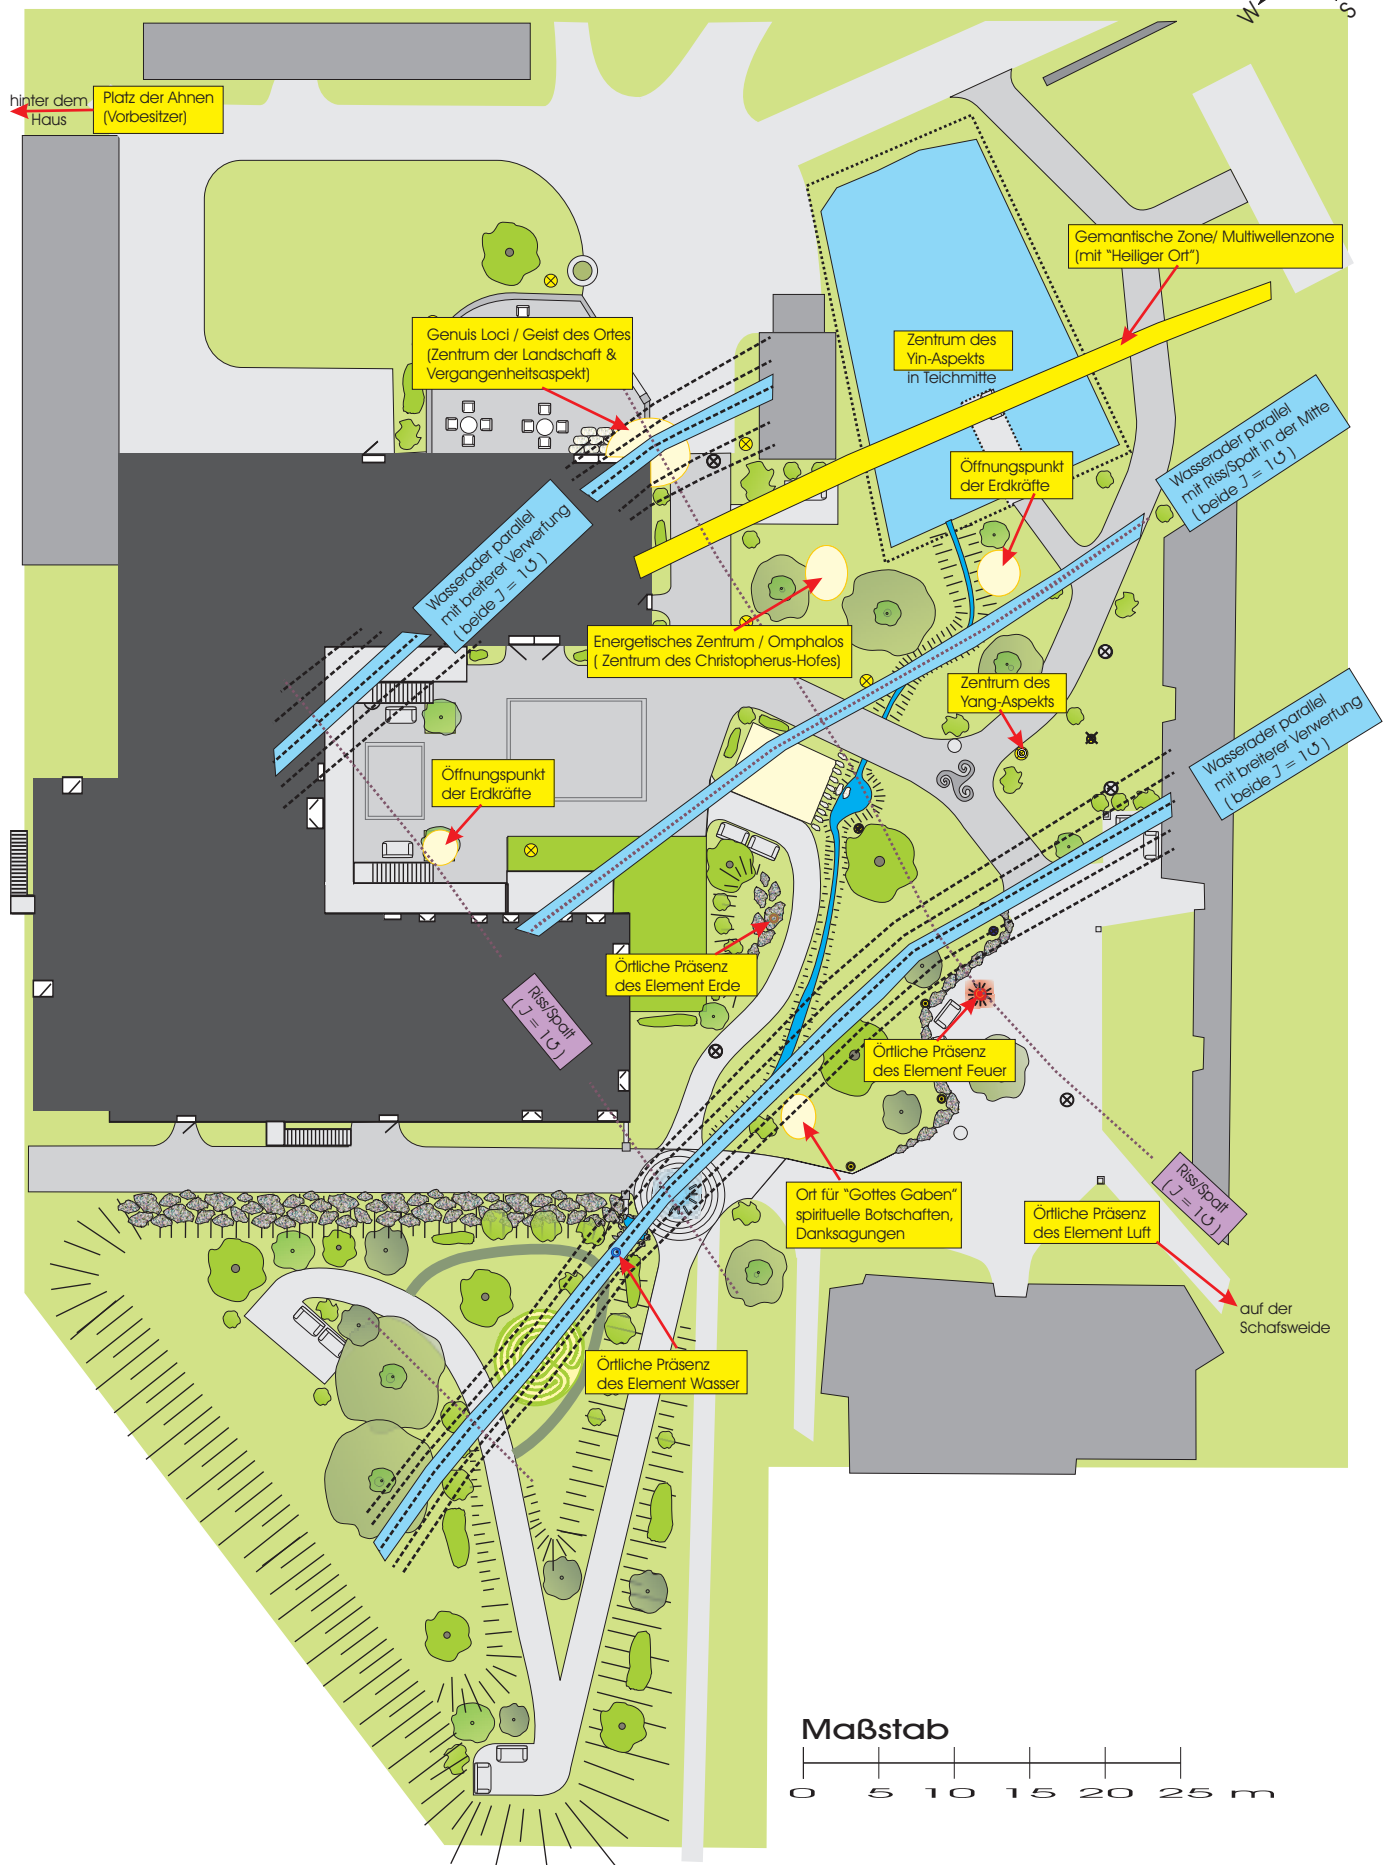 W
S
hinter dem
Haus
Platz der Ahnen
(Vorbesitzer)
Gemantische Zone/ Multiwellenzone
(mit "Heiliger Ort")
Genuis Loci / Geist des Ortes
(Zentrum der Landschaft &
Vergangenheitsaspekt)
Zentrum des
Yin-Aspekts
in Teichmitte
Wasserader parallel
mit Riss/Spalt in der Mitte
( beide J = 1↺ )
Öffnungspunkt
der Erdkräfte
Wasserader parallel
mit breiterer Verwerfung
( beide J = 1↺ )
Energetisches Zentrum / Omphalos
( Zentrum des Christopherus-Hofes)
Zentrum des
Yang-Aspekts
Wasserader parallel
mit breiterer Verwerfung
( beide J = 1↺ )
Öffnungspunkt
der Erdkräfte
Örtliche Präsenz
des Element Erde
Riss/Spalt
( J = 1↺ )
Örtliche Präsenz
des Element Feuer
Ort für "Gottes Gaben"
spirituelle Botschaften,
Danksagungen
Riss/Spalt
( J = 1↺ )
Örtliche Präsenz
des Element Luft
auf der
Schafsweide
Örtliche Präsenz
des Element Wasser
Maßstab
0 5 10 15 20 25 m